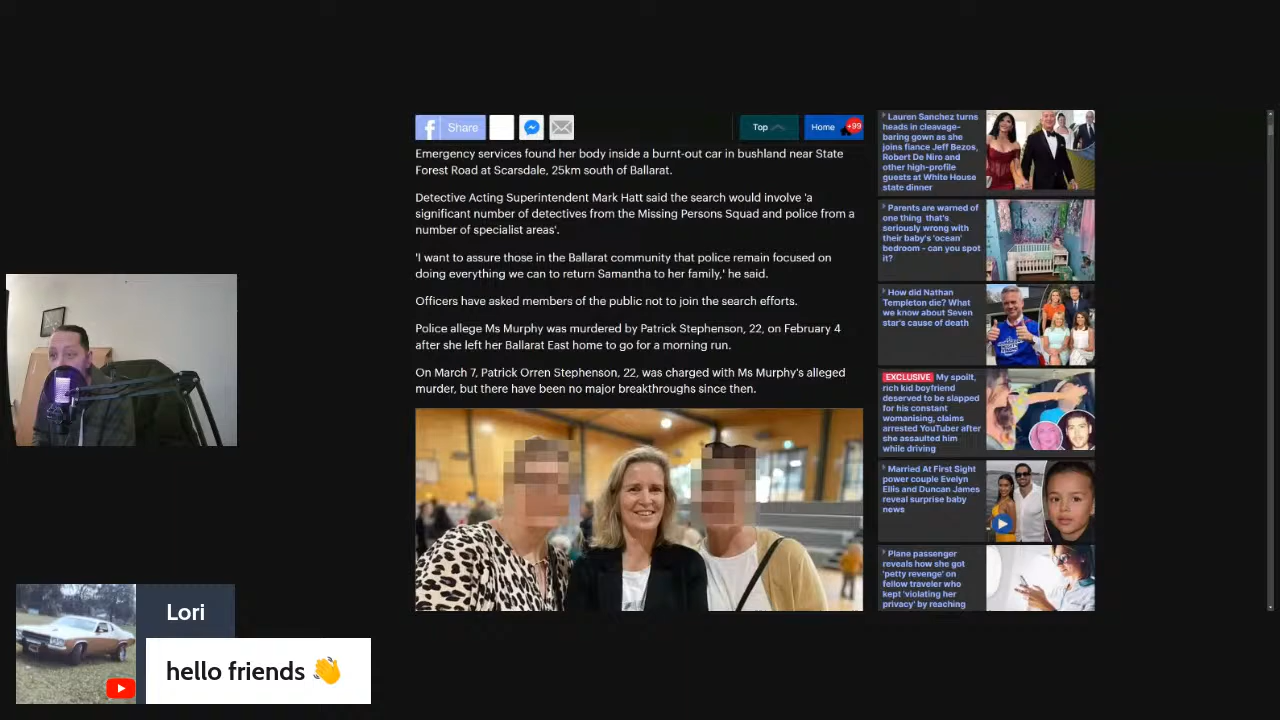 Share
Top
Home
+99
Emergency services found her body inside a burnt-out car in bushland near State
Forest Road at Scarsdale, 25km south of Ballarat.
Detective Acting Superintendent Mark Hatt said the search would involve 'a
significant number of detectives from the Missing Persons Squad and police from a
number of specialist areas'.
'I want to assure those in the Ballarat community that police remain focused on
doing everything we can to return Samantha to her family,' he said.
Officers have asked members of the public not to join the search efforts.
Police allege Ms Murphy was murdered by Patrick Stephenson, 22, on February 4
after she left her Ballarat East home to go for a morning run.
On March 7, Patrick Orren Stephenson, 22, was charged with Ms Murphy's alleged
murder, but there have been no major breakthroughs since then.
Lauren Sanchez turns
heads in cleavage-
baring gown as she
joins fiance Jeff Bezos,
Robert De Niro and
other high-profile
guests at White House
state dinner
Parents are warned of
one thing that's
seriously wrong with
their baby's 'ocean'
bedroom - can you spot
it?
How did Nathan
Templeton die? What
we know about Seven
star's cause of death
EXCLUSIVE My spoilt,
rich kid boyfriend
deserved to be slapped
for his constant
womanising, claims
arrested YouTuber after
she assaulted him
while driving
Married At First Sight
power couple Evelyn
Ellis and Duncan James
reveal surprise baby
news
Plane passenger
reveals how she got
'petty revenge' on
fellow traveler who
kept 'violating her
privacy' by reaching
Lori
hello friends 👋